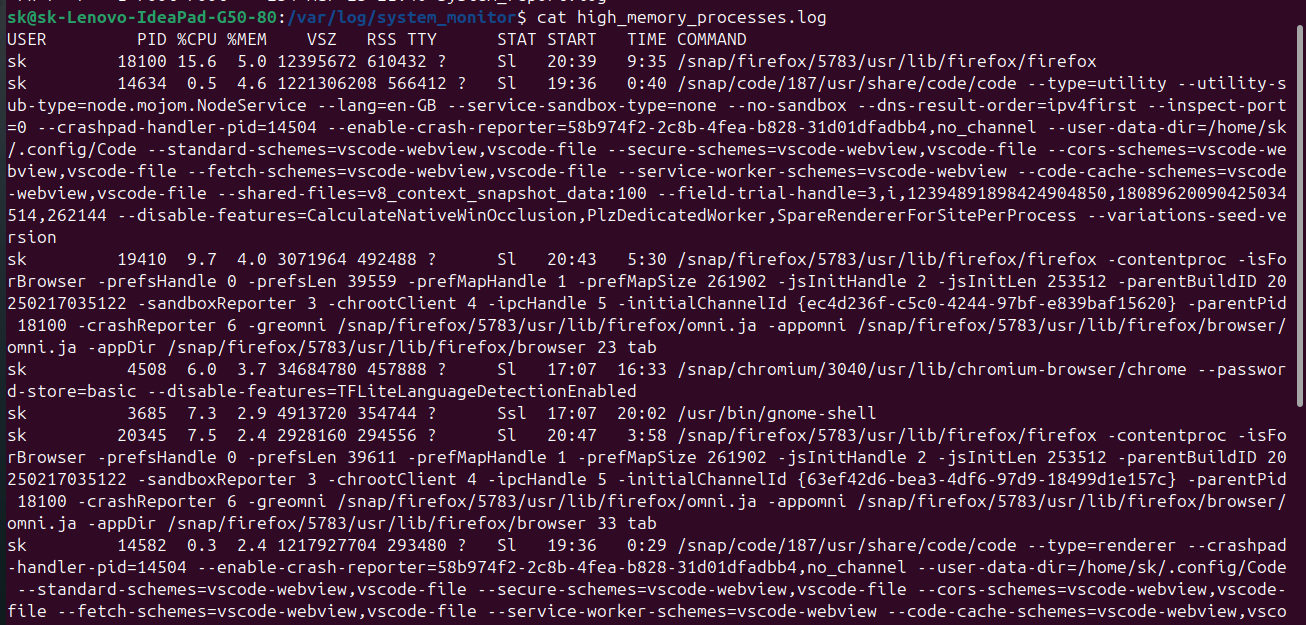 sk@sk-Lenovo-IdeaPad-G50-80:/var/log/system_monitor$ cat high_memory_processes.log
USER         PID %CPU %MEM    VSZ   RSS TTY      STAT START   TIME COMMAND
sk         18100 15.6  5.0 12395672 610432 ?     Sl   20:39   9:35 /snap/firefox/5783/usr/lib/firefox/firefox
sk         14634  0.5  4.6 1221306208 566412 ?   Sl   19:36   0:40 /snap/code/187/usr/share/code/code --type=utility --utility-s
ub-type=node.mojom.NodeService --lang=en-GB --service-sandbox-type=none --no-sandbox --dns-result-order=ipv4first --inspect-port
=0 --crashpad-handler-pid=14504 --enable-crash-reporter=58b974f2-2c8b-4fea-b828-31d01dfadbb4,no_channel --user-data-dir=/home/sk
/.config/Code --standard-schemes=vscode-webview,vscode-file --secure-schemes=vscode-webview,vscode-file --cors-schemes=vscode-we
bview,vscode-file --fetch-schemes=vscode-webview,vscode-file --service-worker-schemes=vscode-webview --code-cache-schemes=vscode
-webview,vscode-file --shared-files=v8_context_snapshot_data:100 --field-trial-handle=3,i,12394891898424904850,18089620090425034
514,262144 --disable-features=CalculateNativeWinOcclusion,PlzDedicatedWorker,SpareRendererForSitePerProcess --variations-seed-ve
rsion
sk         19410  9.7  4.0 3071964 492488 ?      Sl   20:43   5:30 /snap/firefox/5783/usr/lib/firefox/firefox -contentproc -isFo
rBrowser -prefsHandle 0 -prefsLen 39559 -prefMapHandle 1 -prefMapSize 261902 -jsInitHandle 2 -jsInitLen 253512 -parentBuildID 20
250217035122 -sandboxReporter 3 -chrootClient 4 -ipcHandle 5 -initialChannelId {ec4d236f-c5c0-4244-97bf-e839baf15620} -parentPid
 18100 -crashReporter 6 -greomni /snap/firefox/5783/usr/lib/firefox/omni.ja -appomni /snap/firefox/5783/usr/lib/firefox/browser/
omni.ja -appDir /snap/firefox/5783/usr/lib/firefox/browser 23 tab
sk          4508  6.0  3.7 34684780 457888 ?     Sl   17:07  16:33 /snap/chromium/3040/usr/lib/chromium-browser/chrome --passwor
d-store=basic --disable-features=TFLiteLanguageDetectionEnabled
sk          3685  7.3  2.9 4913720 354744 ?      Ssl  17:07  20:02 /usr/bin/gnome-shell
sk         20345  7.5  2.4 2928160 294556 ?      Sl   20:47   3:58 /snap/firefox/5783/usr/lib/firefox/firefox -contentproc -isFo
rBrowser -prefsHandle 0 -prefsLen 39611 -prefMapHandle 1 -prefMapSize 261902 -jsInitHandle 2 -jsInitLen 253512 -parentBuildID 20
250217035122 -sandboxReporter 3 -chrootClient 4 -ipcHandle 5 -initialChannelId {63ef42d6-bea3-4df6-97d9-18499d1e157c} -parentPid
 18100 -crashReporter 6 -greomni /snap/firefox/5783/usr/lib/firefox/omni.ja -appomni /snap/firefox/5783/usr/lib/firefox/browser/
omni.ja -appDir /snap/firefox/5783/usr/lib/firefox/browser 33 tab
sk         14582  0.3  2.4 1217927704 293480 ?   Sl   19:36   0:29 /snap/code/187/usr/share/code/code --type=renderer --crashpad
-handler-pid=14504 --enable-crash-reporter=58b974f2-2c8b-4fea-b828-31d01dfadbb4,no_channel --user-data-dir=/home/sk/.config/Code
 --standard-schemes=vscode-webview,vscode-file --secure-schemes=vscode-webview,vscode-file --cors-schemes=vscode-webview,vscode-
file --fetch-schemes=vscode-webview,vscode-file --service-worker-schemes=vscode-webview --code-cache-schemes=vscode-webview,vsco